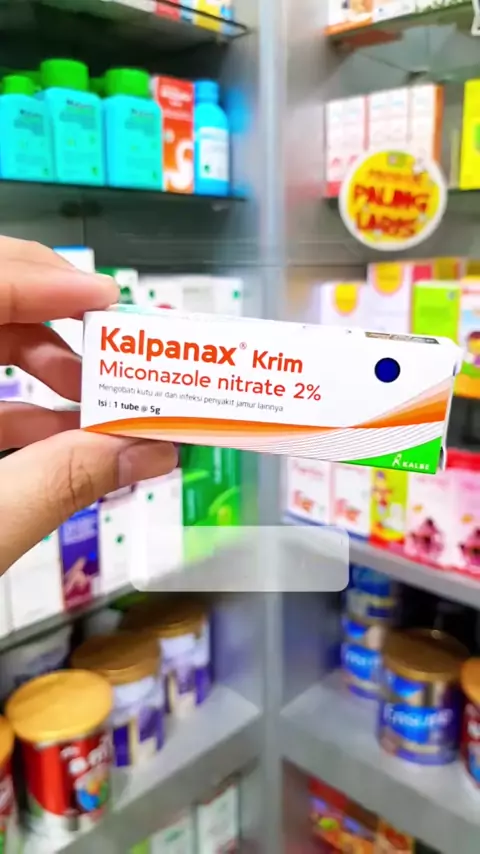 PALING
LARIS
Kalpanax® Krim
Miconazole nitrate 2%
Mengobati kutu air dan infeksi penyakit jamur lainnya
Isi : 1 tube @ 5g
KALBE